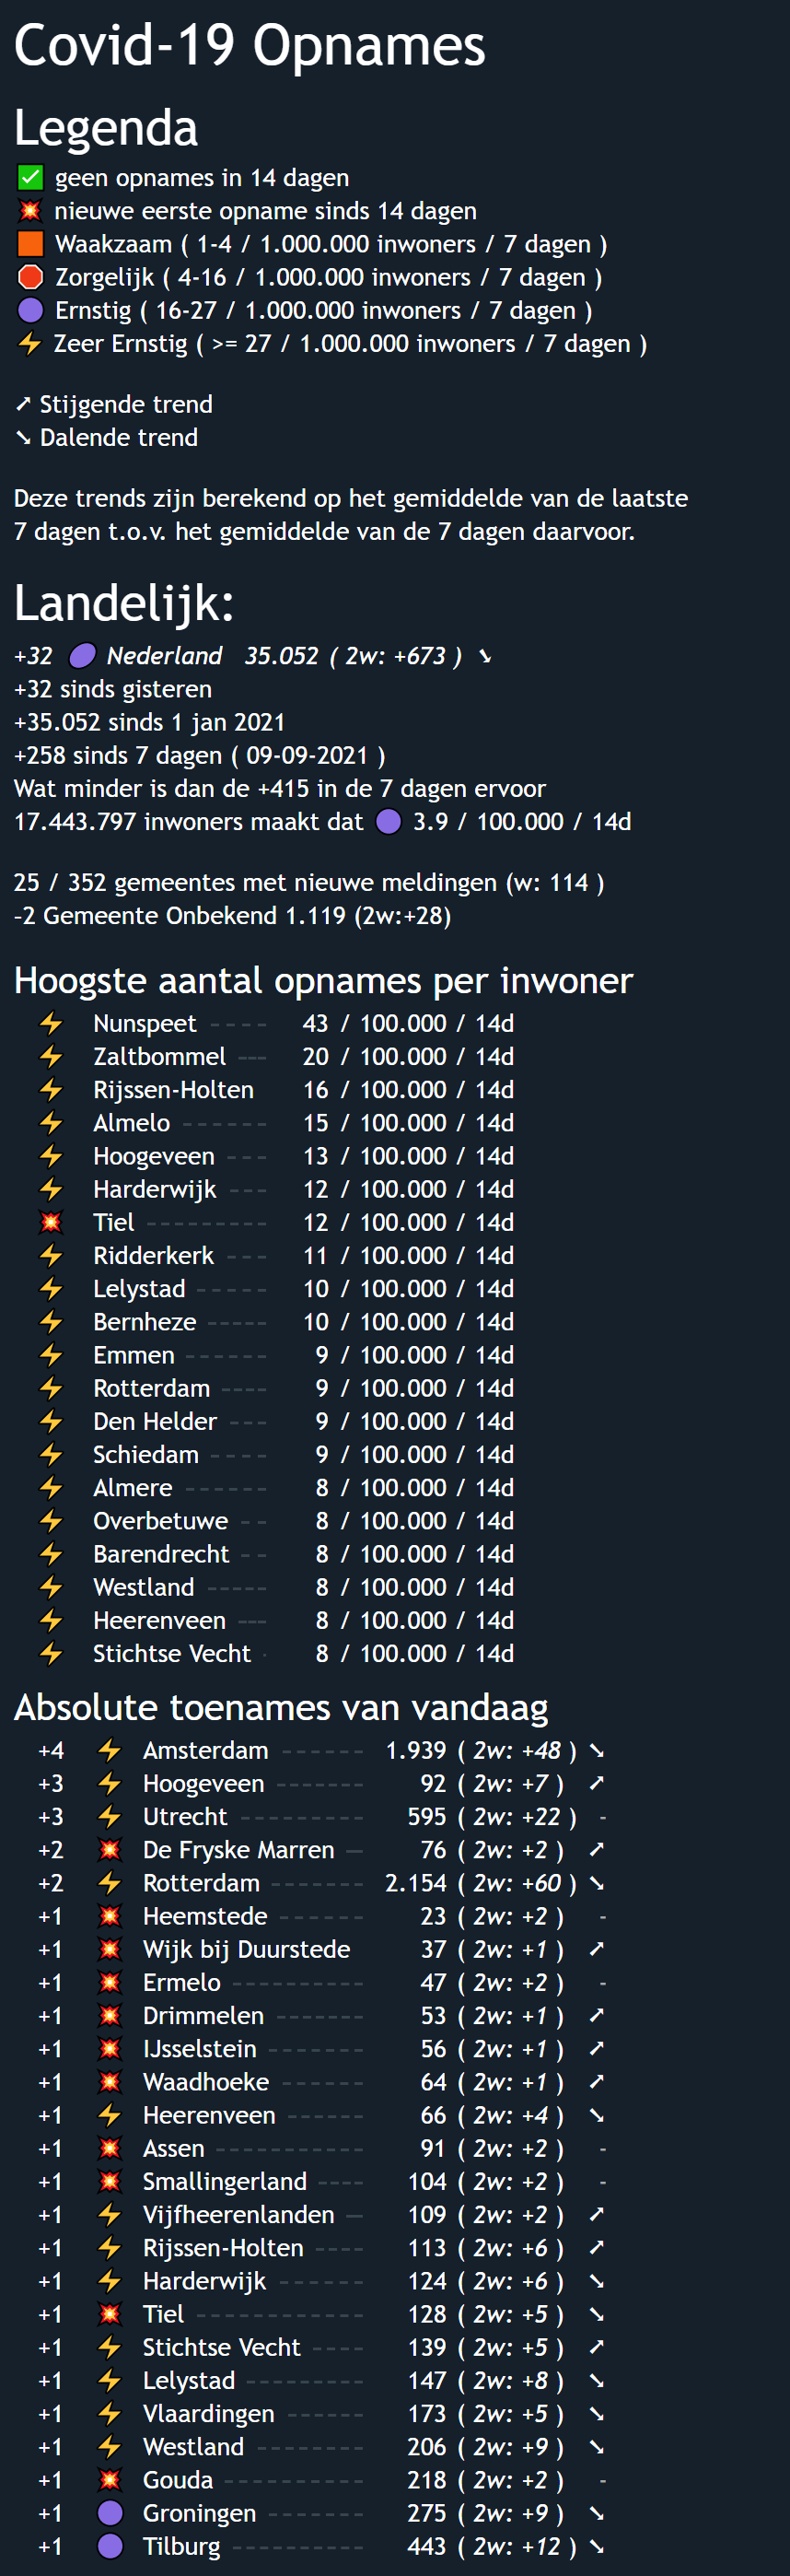 Covid-19 Opnames
Legenda
✅ geen opnames in 14 dagen
💥 nieuwe eerste opname sinds 14 dagen
🟧 Waakzaam ( 1-4 / 1.000.000 inwoners / 7 dagen )
🛑 Zorgelijk ( 4-16 / 1.000.000 inwoners / 7 dagen )
🟣 Ernstig ( 16-27 / 1.000.000 inwoners / 7 dagen )
⚡ Zeer Ernstig ( >= 27 / 1.000.000 inwoners / 7 dagen )
➚ Stijgende trend
➘ Dalende trend
Deze trends zijn berekend op het gemiddelde van de laatste
7 dagen t.o.v. het gemiddelde van de 7 dagen daarvoor.
Landelijk:
+32 🟣 Nederland 35.052 ( 2w: +673 ) ➘
+32 sinds gisteren
+35.052 sinds 1 jan 2021
+258 sinds 7 dagen ( 09-09-2021 )
Wat minder is dan de +415 in de 7 dagen ervoor
17.443.797 inwoners maakt dat 🟣 3.9 / 100.000 / 14d
25 / 352 gemeentes met nieuwe meldingen (w: 114 )
-2 Gemeente Onbekend 1.119 (2w:+28)
Hoogste aantal opnames per inwoner
⚡ Nunspeet ---- 43 / 100.000 / 14d
⚡ Zaltbommel --- 20 / 100.000 / 14d
⚡ Rijssen-Holten 16 / 100.000 / 14d
⚡ Almelo ------ 15 / 100.000 / 14d
⚡ Hoogeveen --- 13 / 100.000 / 14d
⚡ Harderwijk --- 12 / 100.000 / 14d
💥 Tiel --------- 12 / 100.000 / 14d
⚡ Ridderkerk --- 11 / 100.000 / 14d
⚡ Lelystad ------ 10 / 100.000 / 14d
⚡ Bernheze ----- 10 / 100.000 / 14d
⚡ Emmen ------ 9 / 100.000 / 14d
⚡ Rotterdam ---- 9 / 100.000 / 14d
⚡ Den Helder --- 9 / 100.000 / 14d
⚡ Schiedam ---- 9 / 100.000 / 14d
⚡ Almere ------ 8 / 100.000 / 14d
⚡ Overbetuwe -- 8 / 100.000 / 14d
⚡ Barendrecht -- 8 / 100.000 / 14d
⚡ Westland ----- 8 / 100.000 / 14d
⚡ Heerenveen --- 8 / 100.000 / 14d
⚡ Stichtse Vecht · 8 / 100.000 / 14d
Absolute toenames van vandaag
+4 ⚡ Amsterdam ------ 1.939 ( 2w: +48 ) ➘
+3 ⚡ Hoogeveen ------- 92 ( 2w: +7 ) ➚
+3 ⚡ Utrecht ---------- 595 ( 2w: +22 ) -
+2 💥 De Fryske Marren — 76 ( 2w: +2 ) ➚
+2 ⚡ Rotterdam ------- 2.154 ( 2w: +60 ) ➘
+1 💥 Heemstede ------ 23 ( 2w: +2 ) -
+1 💥 Wijk bij Duurstede 37 ( 2w: +1 ) ➚
+1 💥 Ermelo ----------- 47 ( 2w: +2 ) -
+1 💥 Drimmelen ------- 53 ( 2w: +1 ) ➚
+1 💥 IJsselstein -------- 56 ( 2w: +1 ) ➚
+1 💥 Waadhoeke ------ 64 ( 2w: +1 ) ➚
+1 ⚡ Heerenveen ------ 66 ( 2w: +4 ) ➘
+1 💥 Assen ------------ 91 ( 2w: +2 ) -
+1 💥 Smallingerland ---- 104 ( 2w: +2 ) -
+1 ⚡ Vijfheerenlanden — 109 ( 2w: +2 ) ➚
+1 ⚡ Rijssen-Holten ---- 113 ( 2w: +6 ) ➚
+1 ⚡ Harderwijk ------ 124 ( 2w: +6 ) ➘
+1 💥 Tiel ------------- 128 ( 2w: +5 ) ➘
+1 ⚡ Stichtse Vecht ---- 139 ( 2w: +5 ) ➚
+1 ⚡ Lelystad --------- 147 ( 2w: +8 ) ➘
+1 ⚡ Vlaardingen ------ 173 ( 2w: +5 ) ➘
+1 ⚡ Westland -------- 206 ( 2w: +9 ) ➘
+1 💥 Gouda ----------- 218 ( 2w: +2 ) -
+1 🟣 Groningen ------- 275 ( 2w: +9 ) ➘
+1 🟣 Tilburg ---------- 443 ( 2w: +12 ) ➘